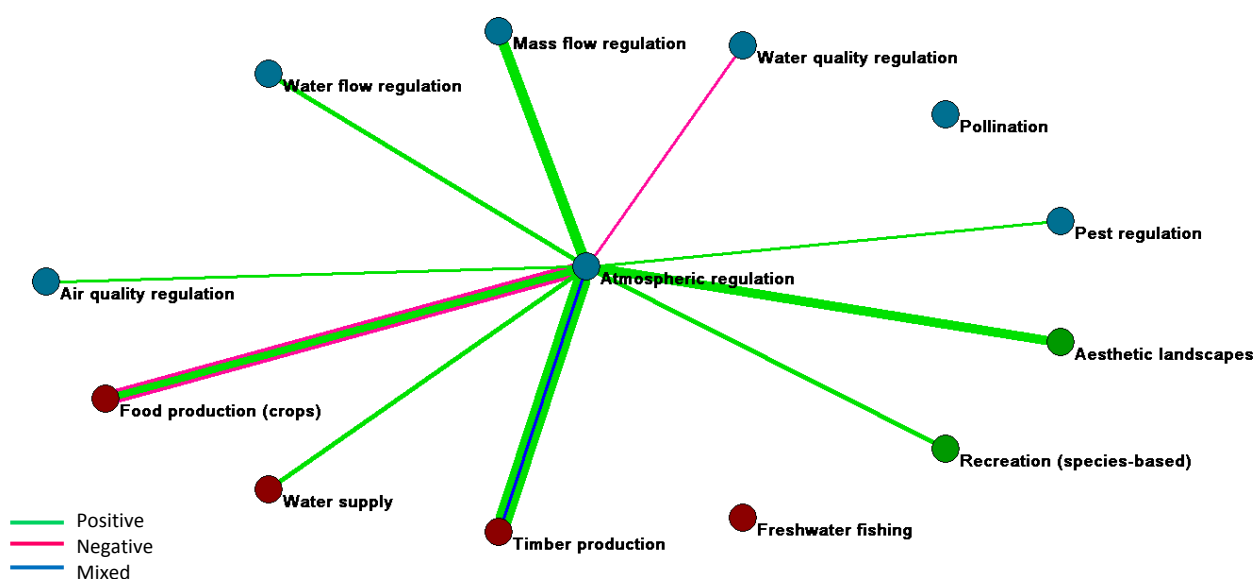 Mass flow regulation
Water quality regulation
Water flow regulation
Pollination
Pest regulation
Atmospheric regulation
Air quality regulation
Aesthetic landscapes
Food production (crops)
Recreation (species-based)
Water supply
Freshwater fishing
Timber production
Positive
Negative
Mixed